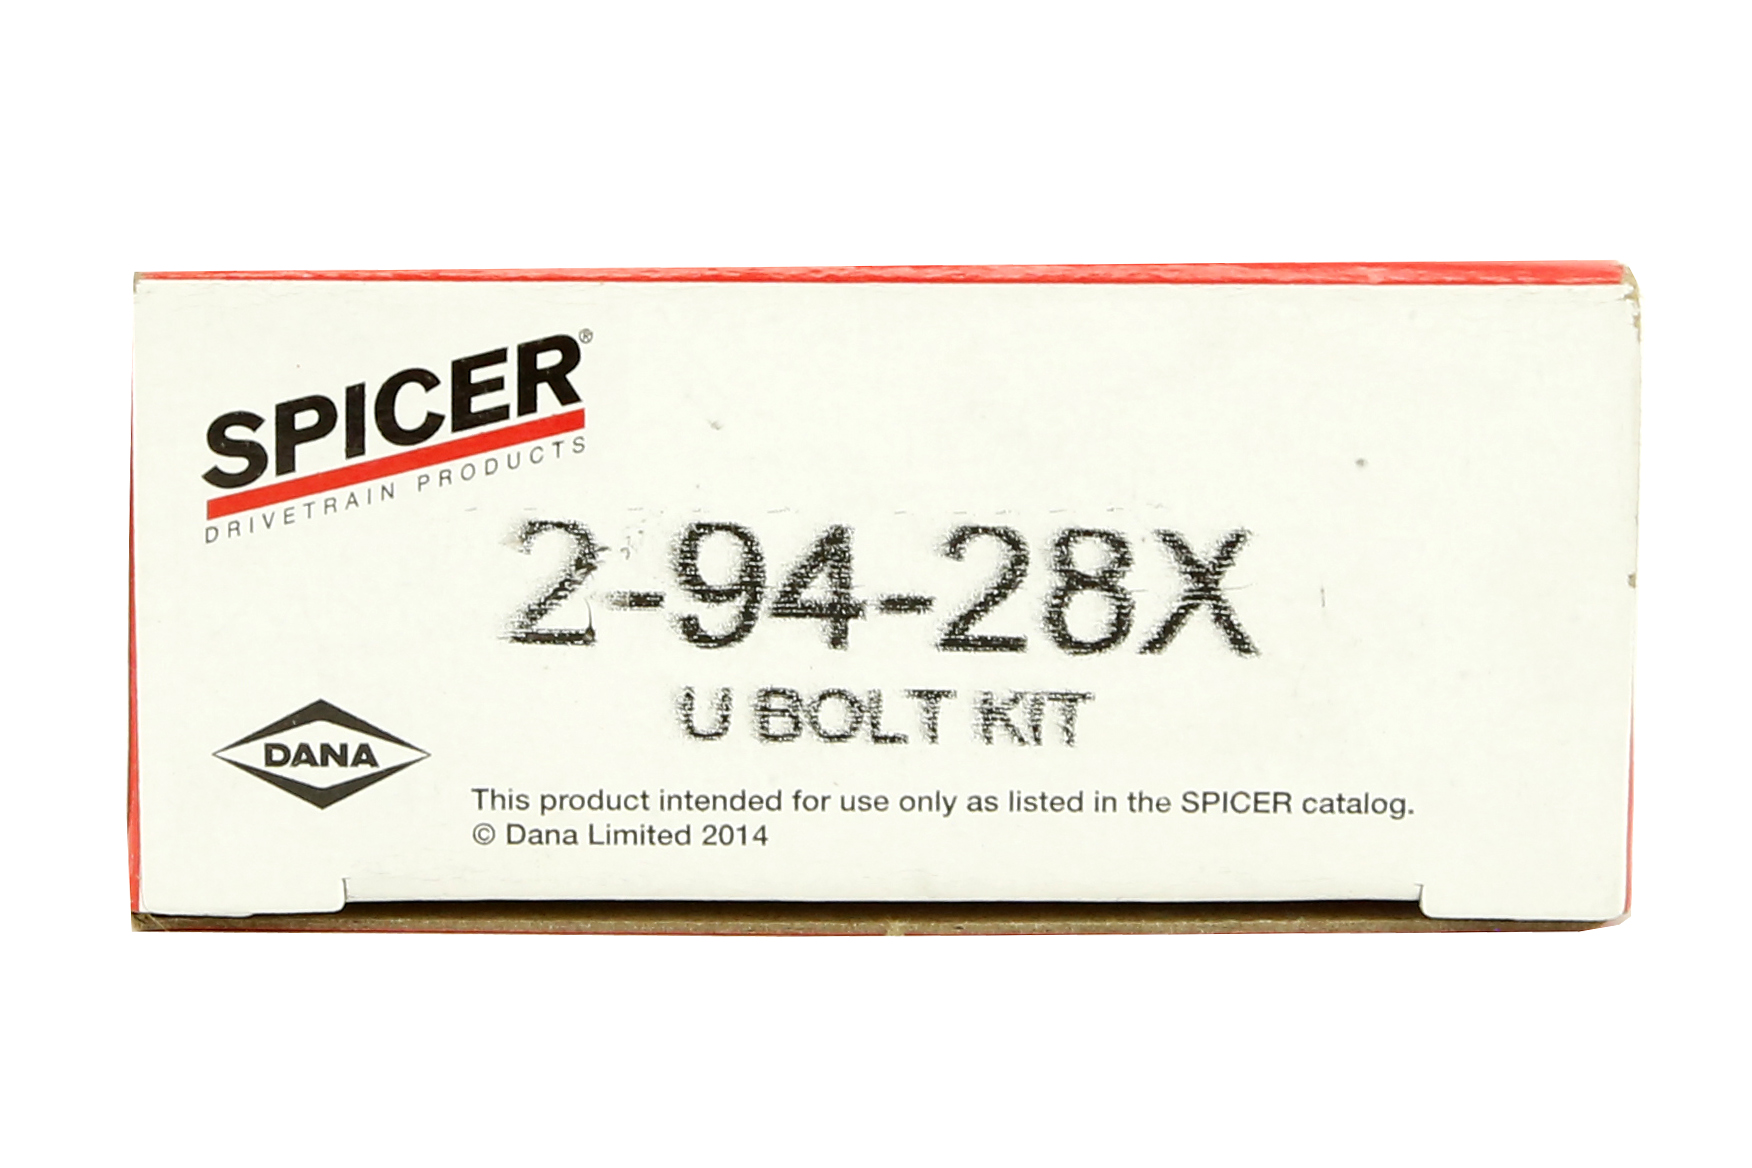 SPICER®
DRIVETRAIN PRODUCTS
2-94-28X
U BOLT KIT
DANA
This product intended for use only as listed in the SPICER catalog.
© Dana Limited 2014